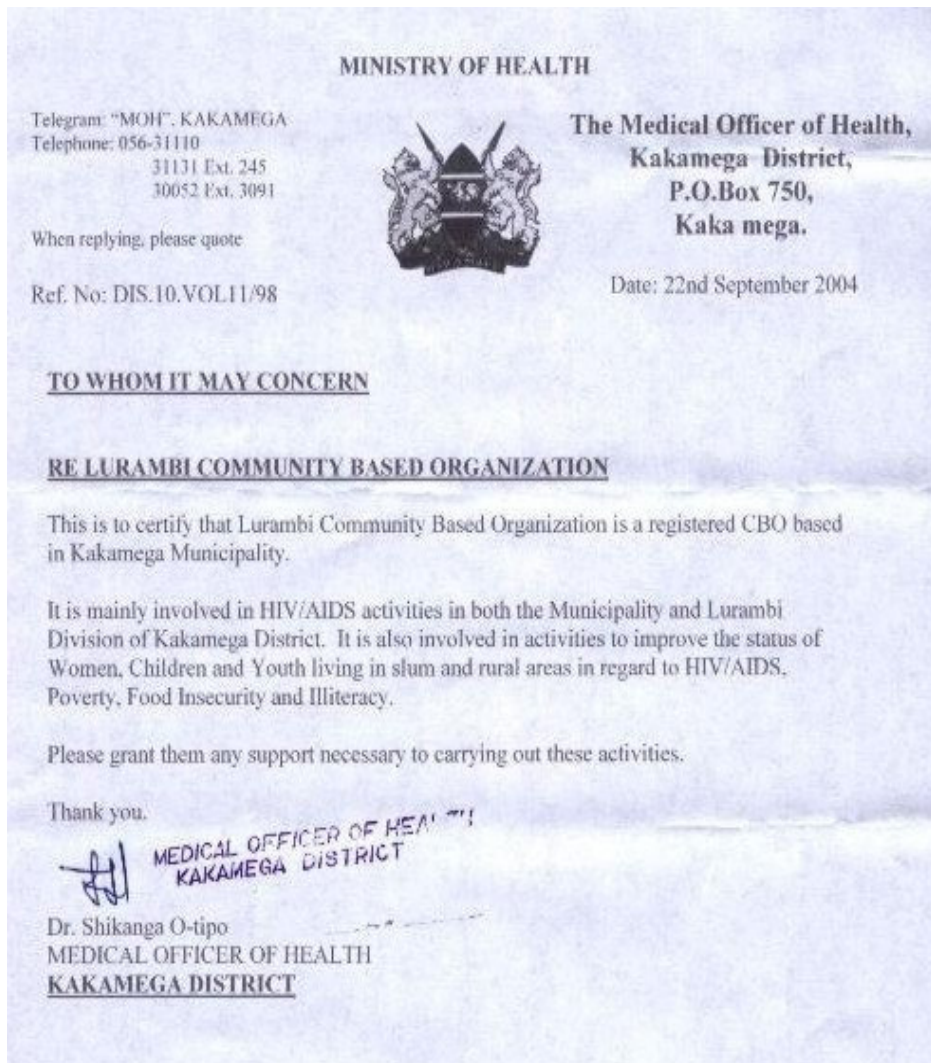 MINISTRY OF HEALTH
Telegram: "MOH", KAKAMEGA
Telephone: 056-31110
31131 Ext. 245
30052 Ext. 3091
When replying, please quote
Ref. No: DIS.10.VOL11/98
The Medical Officer of Health,
Kakamega District,
P.O.Box 750,
Kaka mega.
Date: 22nd September 2004
TO WHOM IT MAY CONCERN
RE LURAMBI COMMUNITY BASED ORGANIZATION
This is to certify that Lurambi Community Based Organization is a registered CBO based
in Kakamega Municipality.
It is mainly involved in HIV/AIDS activities in both the Municipality and Lurambi
Division of Kakamega District. It is also involved in activities to improve the status of
Women, Children and Youth living in slum and rural areas in regard to HIV/AIDS,
Poverty, Food Insecurity and Illiteracy.
Please grant them any support necessary to carrying out these activities.
Thank you.
MEDICAL OFFICER OF HEALTH
KAKAMEGA DISTRICT
Dr. Shikanga O-tipo
MEDICAL OFFICER OF HEALTH
KAKAMEGA DISTRICT